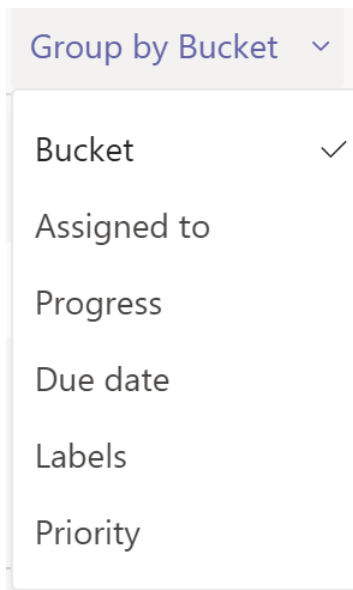 Group by Bucket
Bucket
Assigned to
Progress
Due date
Labels
Priority